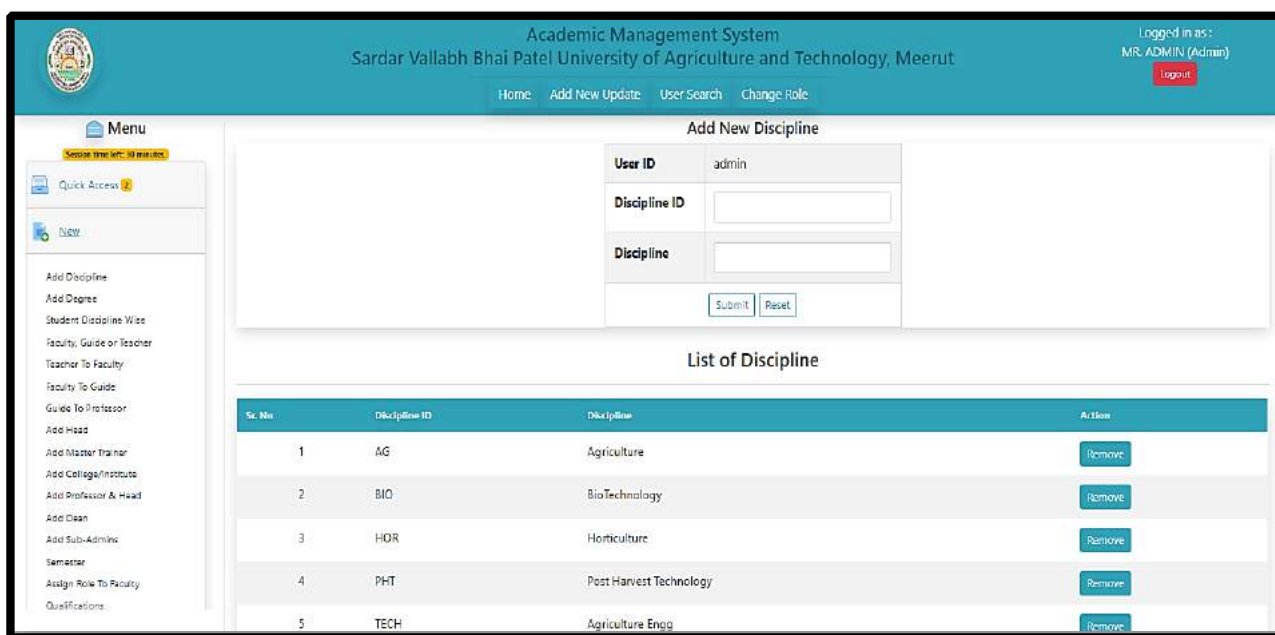 Academic Management System
Sardar Vallabh Bhai Patel University of Agriculture and Technology, Meerut
Logged in as :
MR. ADMIN (Admin)
Logout
Home Add New Update User Search Change Role
Menu
Session time left: 30 minutes.
Quick Access 2
New
Add Discipline
Add Degree
Student Discipline Wise
Faculty, Guide or Teacher
Teacher To Faculty
Faculty To Guide
Guide To Professor
Add Head
Add Master Trainer
Add College/Institute
Add Professor & Head
Add Dean
Add Sub-Admins
Semester
Assign Role To Faculty
Qualifications
Add New Discipline
User ID admin
Discipline ID
Discipline
Submit Reset
List of Discipline
Sr. No Discipline ID Discipline Action
1 AG Agriculture Remove
2 BIO BioTechnology Remove
3 HOR Horticulture Remove
4 PHT Post Harvest Technology Remove
5 TECH Agriculture Engg Remove